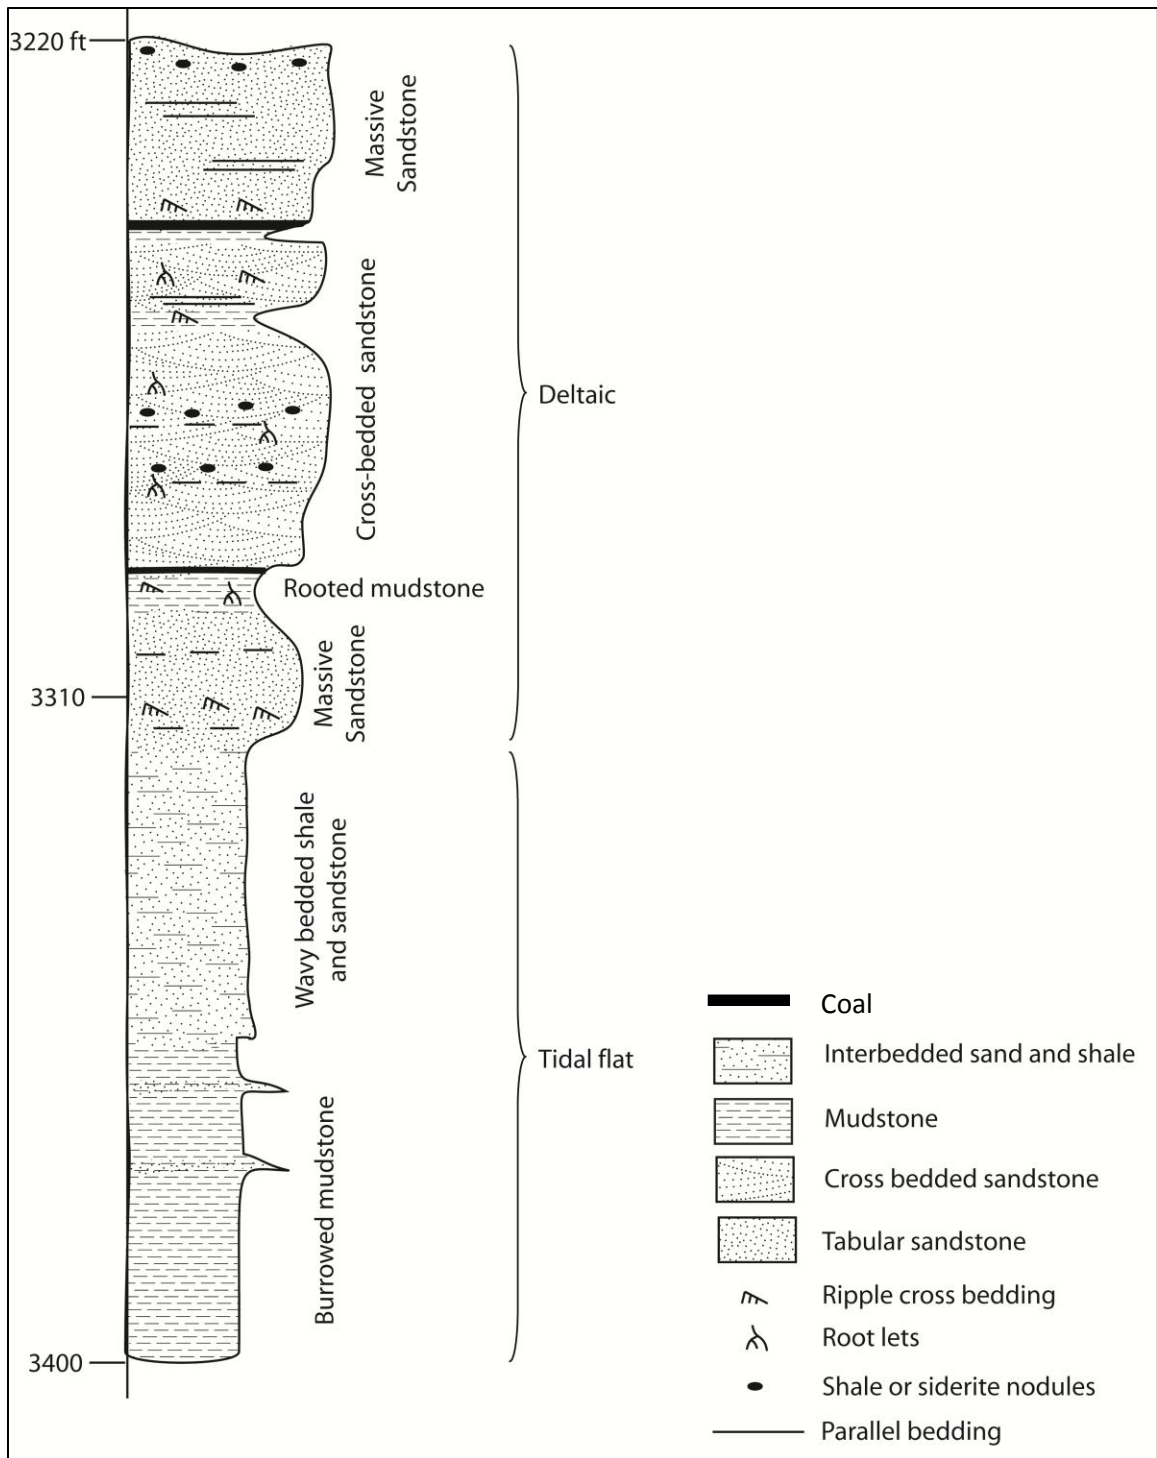 3220 ft
Massive
Sandstone
Cross-bedded sandstone
Deltaic
Rooted mudstone
Massive
Sandstone
3310
Wavy bedded shale
and sandstone
Tidal flat
Burrowed mudstone
3400
Coal
Interbedded sand and shale
Mudstone
Cross bedded sandstone
Tabular sandstone
Ripple cross bedding
Root lets
Shale or siderite nodules
Parallel bedding